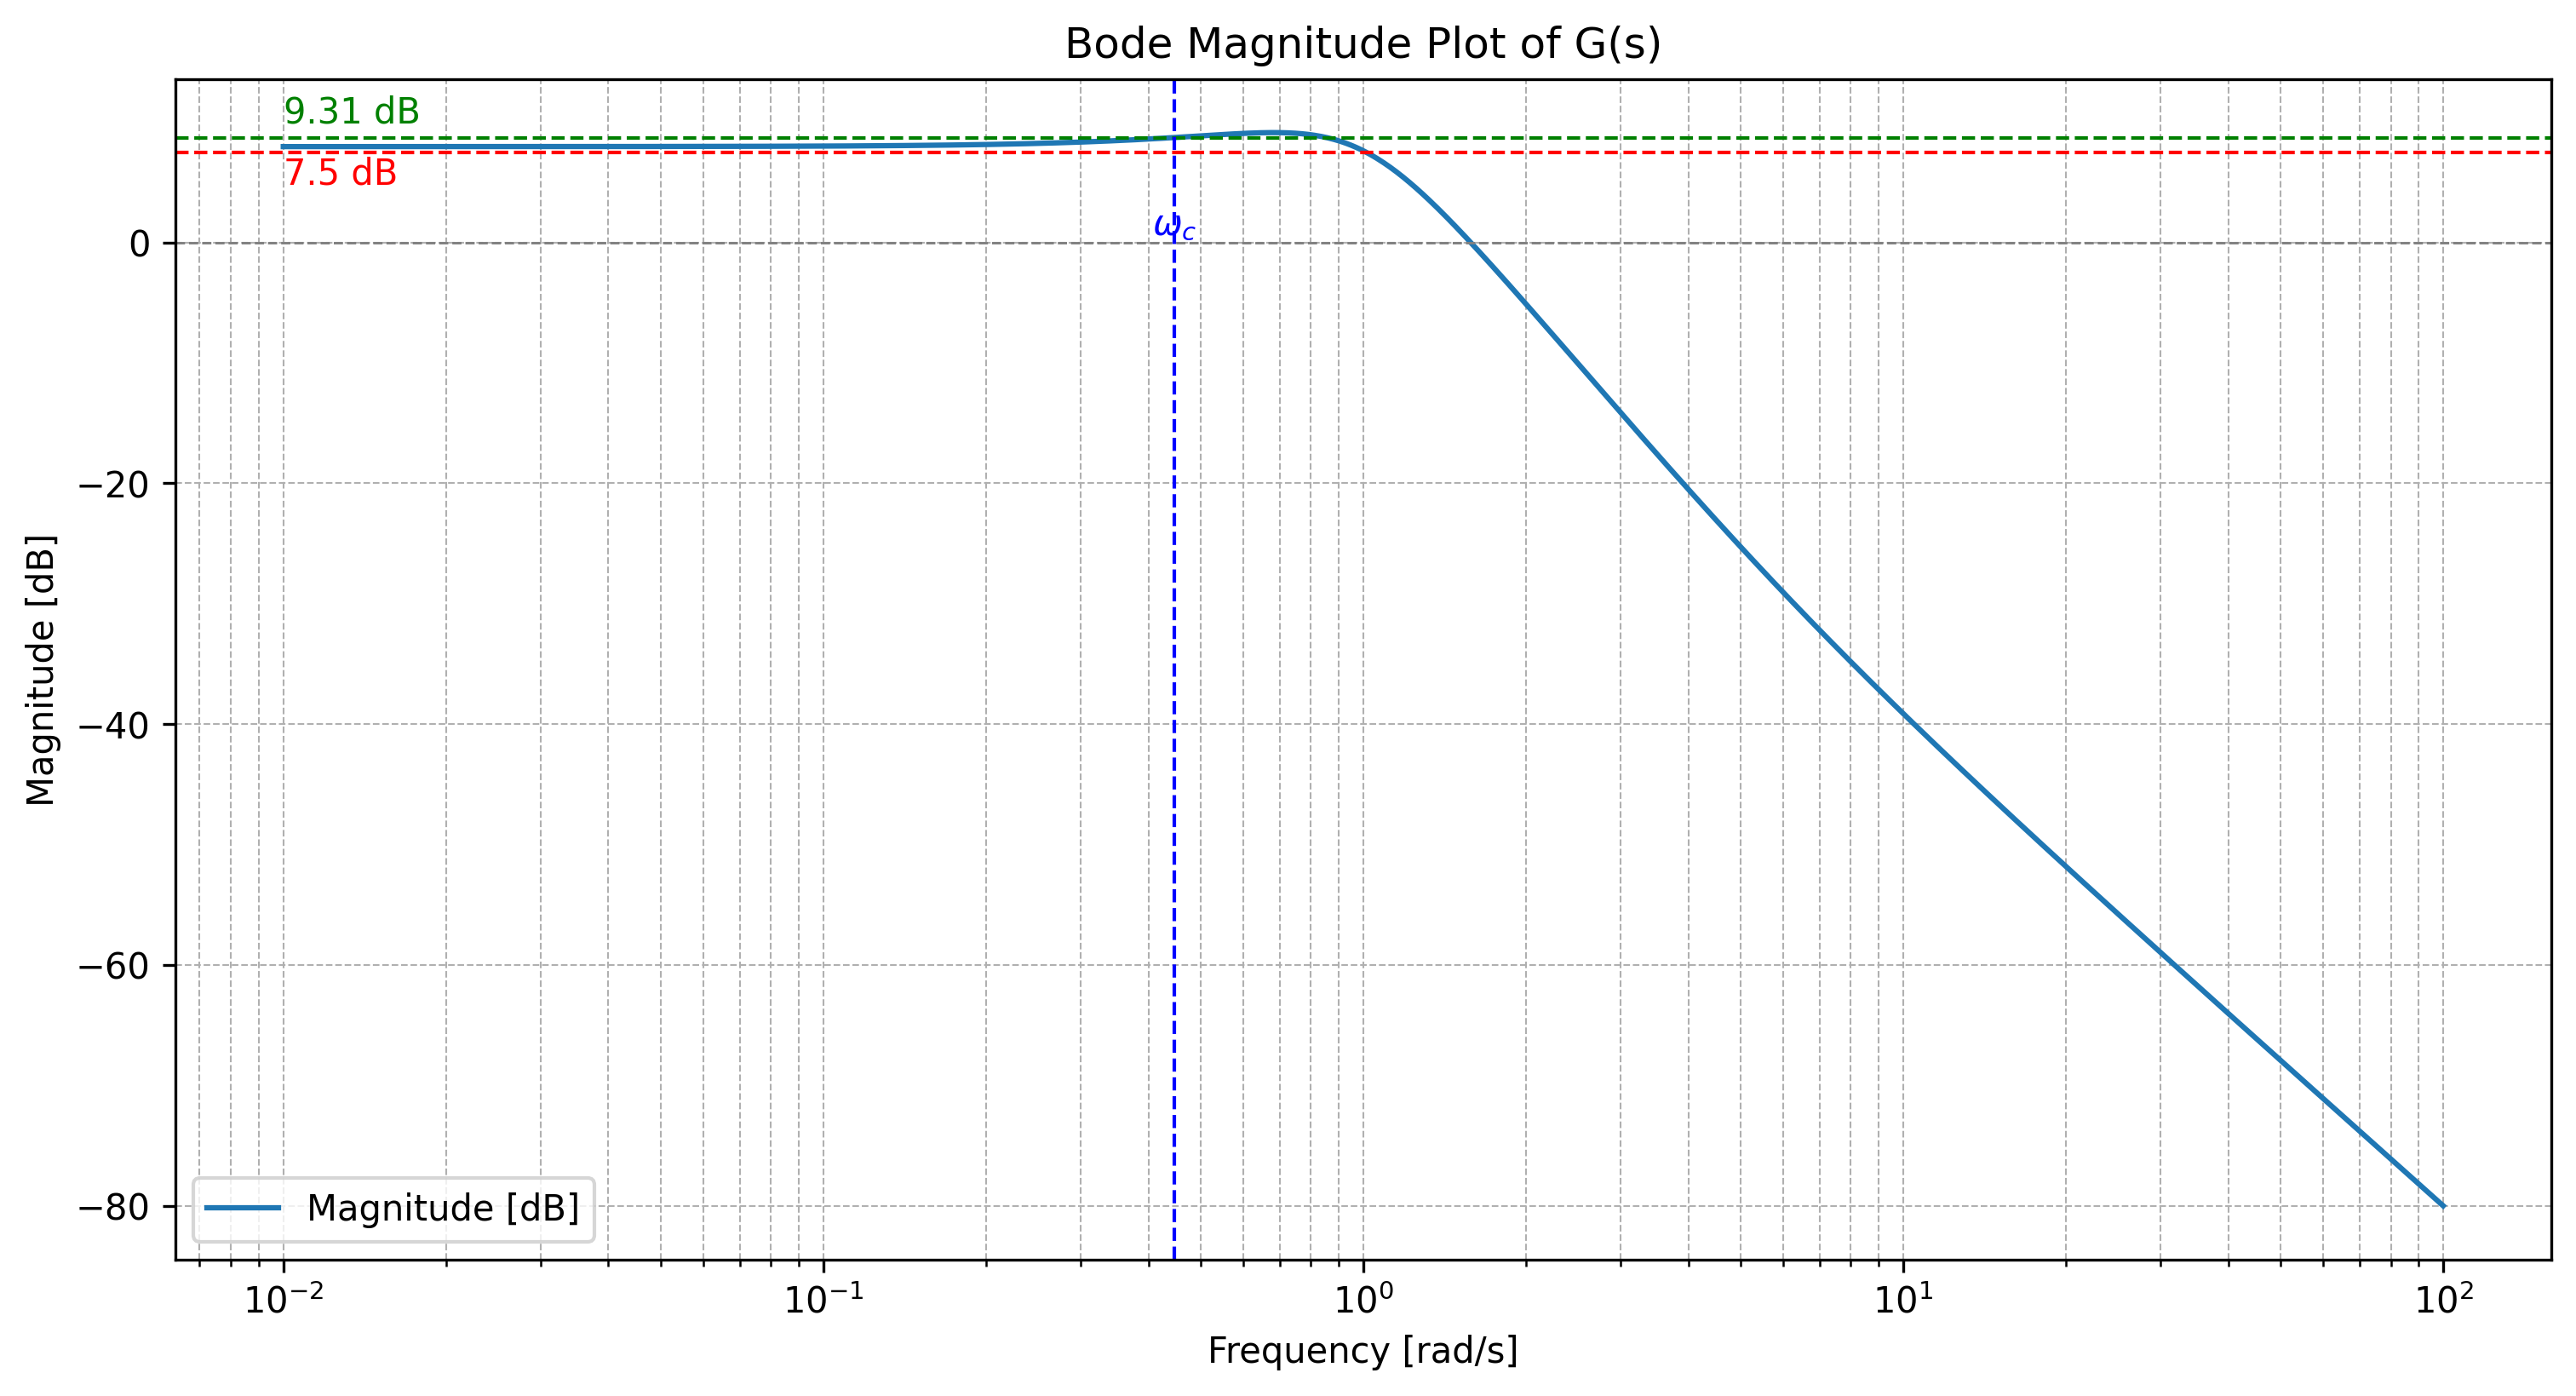 Bode Magnitude Plot of G(s)
9.31 dB
7.5 dB
ω_c
0
−20
−40
−60
−80
Magnitude [dB]
Magnitude [dB]
10⁻²
10⁻¹
10⁰
10¹
10²
Frequency [rad/s]